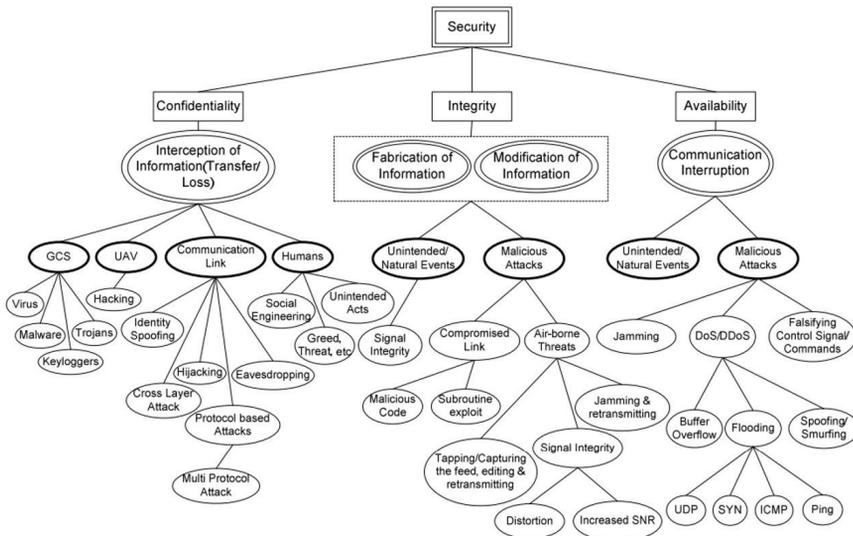 Security
Confidentiality
Integrity
Availability
Interception of
Information(Transfer/
Loss)
Fabrication of
Information
Modification of
Information
Communication
Interruption
GCS
UAV
Communication
Link
Humans
Unintended/
Natural Events
Malicious
Attacks
Unintended/
Natural Events
Malicious
Attacks
Virus
Malware
Keyloggers
Trojans
Hacking
Identity
Spoofing
Cross Layer
Attack
Hijacking
Protocol based
Attacks
Multi Protocol
Attack
Eavesdropping
Social
Engineering
Greed,
Threat, etc
Unintended
Acts
Signal
Integrity
Compromised
Link
Malicious
Code
Subroutine
exploit
Air-borne
Threats
Tapping/Capturing
the feed, editing &
retransmitting
Signal Integrity
Jamming &
retransmitting
Distortion
Increased SNR
Jamming
DoS/DDoS
Falsifying
Control Signal/
Commands
Buffer
Overflow
Flooding
Spoofing/
Smurfing
UDP
SYN
ICMP
Ping